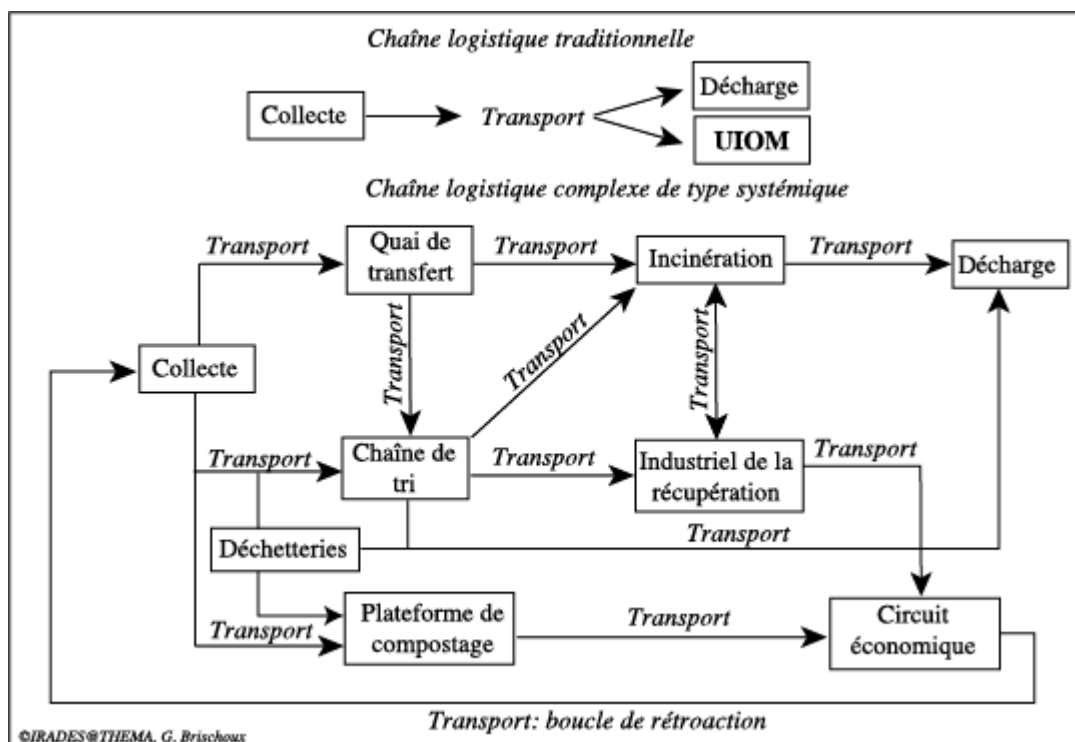 Chaîne logistique traditionnelle
Collecte
Transport
Décharge
UIOM
Chaîne logistique complexe de type systémique
Transport
Quai de
transfert
Transport
Incinération
Transport
Décharge
Collecte
Transport
Transport
Transport
Transport
Chaîne de
tri
Transport
Industriel de la
récupération
Transport
Déchetteries
Transport
Transport
Plateforme de
compostage
Transport
Circuit
économique
Transport: boucle de rétroaction
©IRADES@THEMA, G. Brischoux